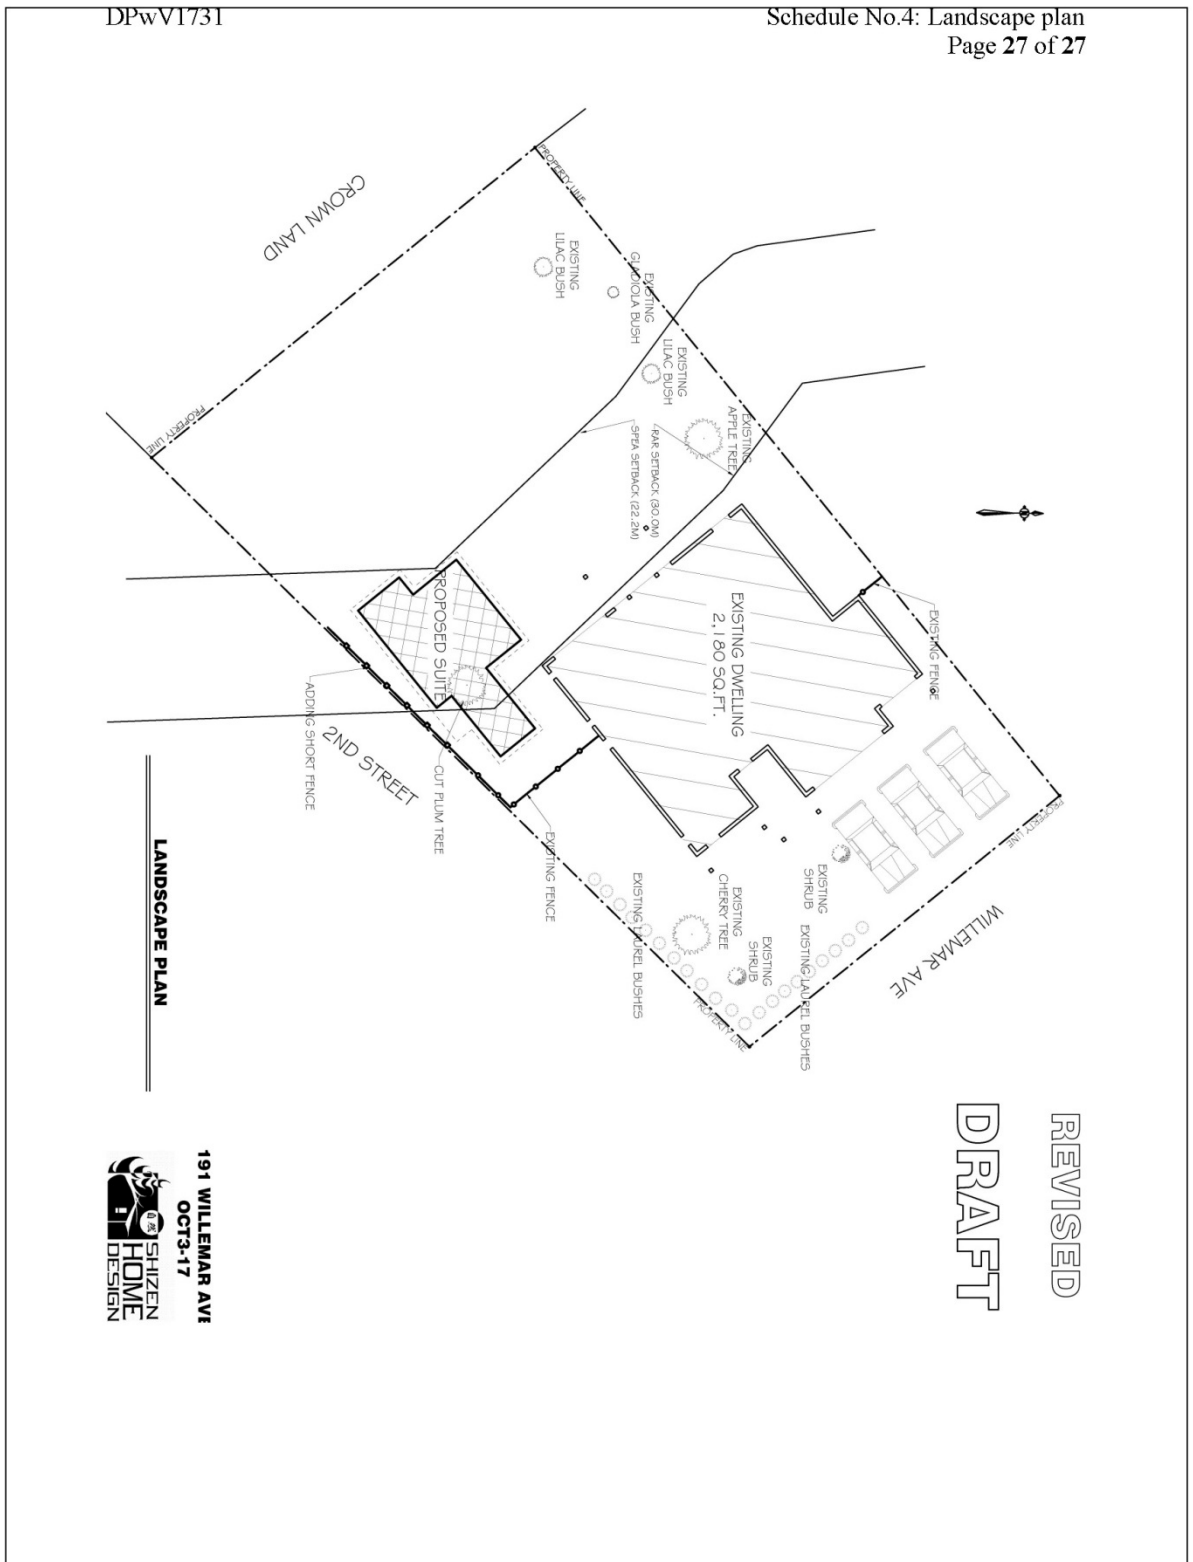 DPwV1731
Schedule No.4: Landscape plan
Page 27 of 27
CROWN LAND
PROPERTY LINE
EXISTING
LILAC BUSH
EXISTING
GLADIOLA BUSH
EXISTING
LILAC BUSH
EXISTING
APPLE TREE
PROPERTY LINE
RAR SETBACK (30.0M)
SPEA SETBACK (22.2M)
PROPOSED SUITE
EXISTING DWELLING
2,180 SQ.FT.
EXISTING FENCE
ADDING SHORT FENCE
2ND STREET
CUT PLUM TREE
EXISTING FENCE
PROPERTY LINE
EXISTING
SHRUB
EXISTING
CHERRY TREE
EXISTING LAUREL BUSHES
EXISTING
SHRUB
EXISTING LAUREL BUSHES
WILLEMAR AVE
PROPERTY LINE
LANDSCAPE PLAN
REVISED
DRAFT
191 WILLEMAR AVE
OCT3-17
自然
SHIZEN
HOME
DESIGN